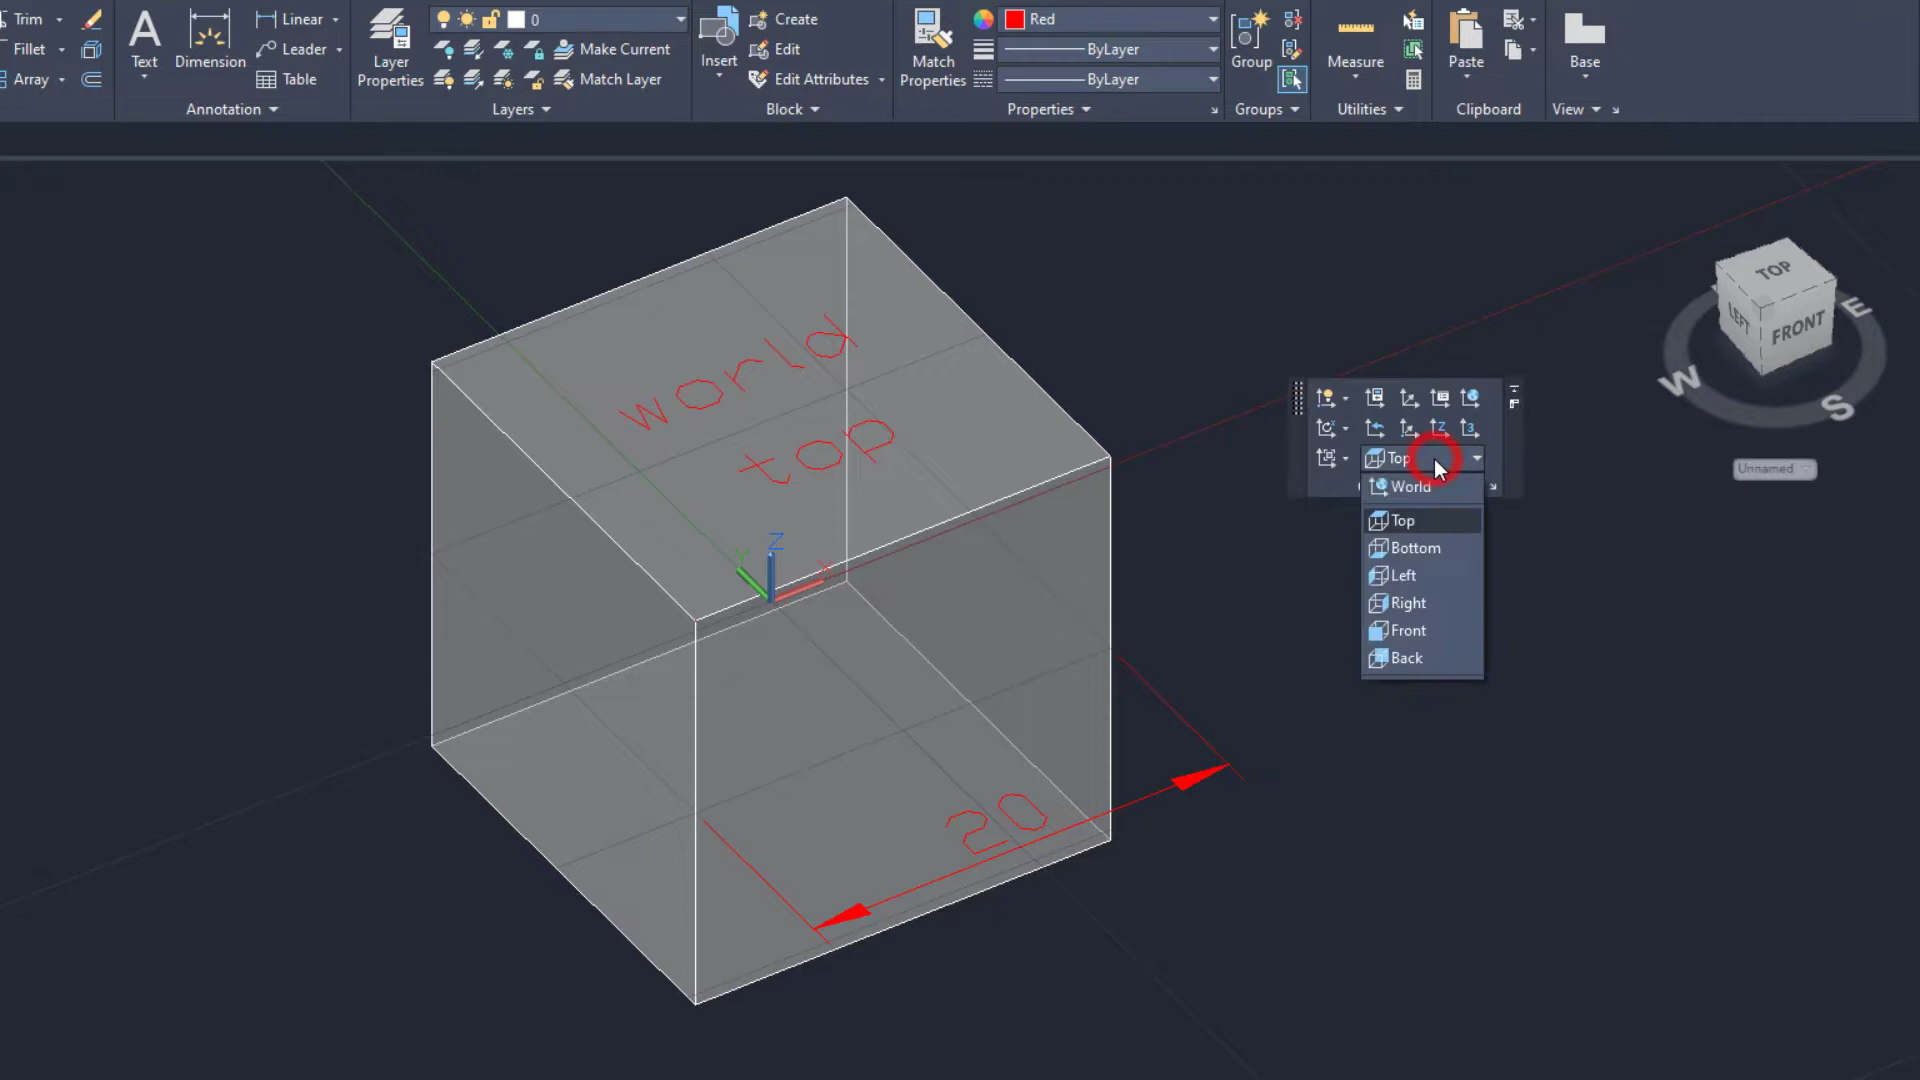 Trim
Fillet
Array
Text
Dimension
Linear
Leader
Table
Annotation
Layer
Properties
0
Make Current
Match Layer
Layers
Insert
Create
Edit
Edit Attributes
Block
Match
Properties
Red
ByLayer
ByLayer
Properties
Group
Groups
Measure
Utilities
Paste
Clipboard
Base
View
world
top
Y
Z
X
20
Top
World
Top
Bottom
Left
Right
Front
Back
TOP
LEFT
FRONT
E
W
S
Unnamed